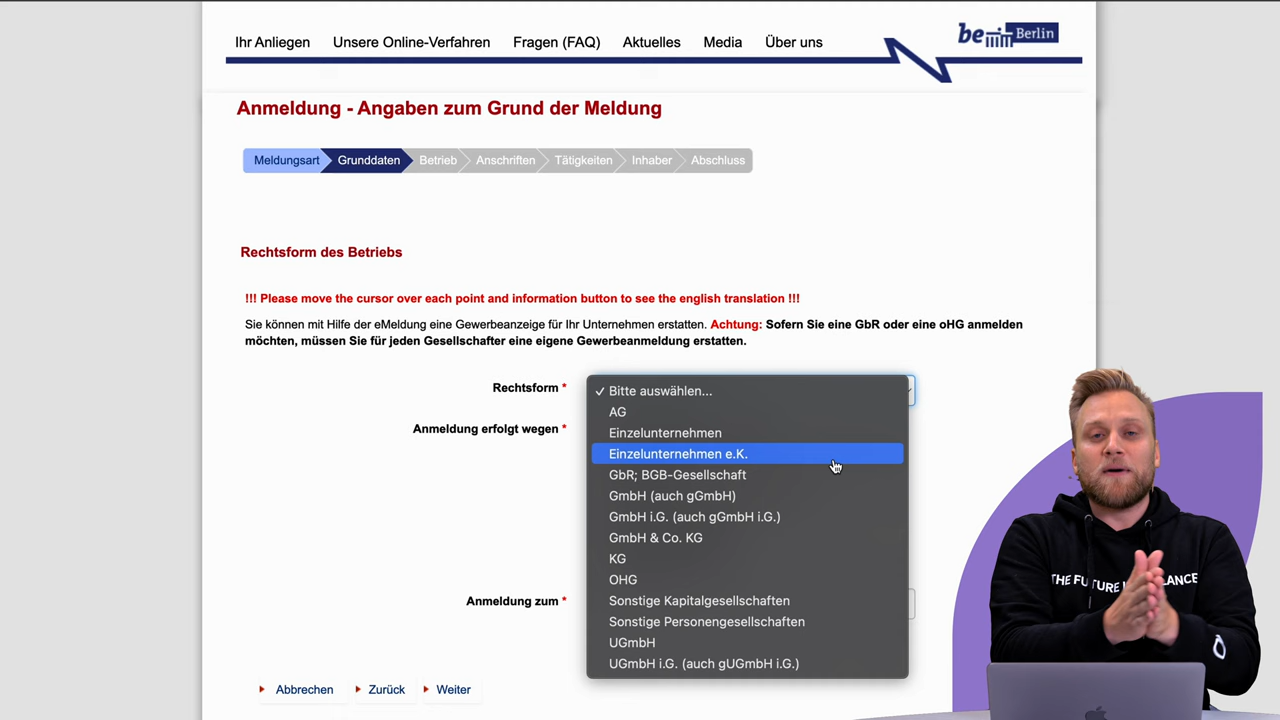 Ihr Anliegen Unsere Online-Verfahren Fragen (FAQ) Aktuelles Media Über uns
be Berlin
Anmeldung - Angaben zum Grund der Meldung
Meldungsart Grunddaten Betrieb Anschriften Tätigkeiten Inhaber Abschluss
Rechtsform des Betriebs
!!! Please move the cursor over each point and information button to see the english translation !!!
Sie können mit Hilfe der eMeldung eine Gewerbeanzeige für Ihr Unternehmen erstatten. Achtung: Sofern Sie eine GbR oder eine oHG anmelden
möchten, müssen Sie für jeden Gesellschafter eine eigene Gewerbeanmeldung erstatten.
Rechtsform *
✓ Bitte auswählen...
AG
Anmeldung erfolgt wegen *
Einzelunternehmen
Einzelunternehmen e.K.
GbR; BGB-Gesellschaft
GmbH (auch gGmbH)
GmbH i.G. (auch gGmbH i.G.)
GmbH & Co. KG
KG
OHG
Anmeldung zum *
Sonstige Kapitalgesellschaften
Sonstige Personengesellschaften
UGmbH
UGmbH i.G. (auch gUGmbH i.G.)
Abbrechen Zurück Weiter
THE FU
LANCE